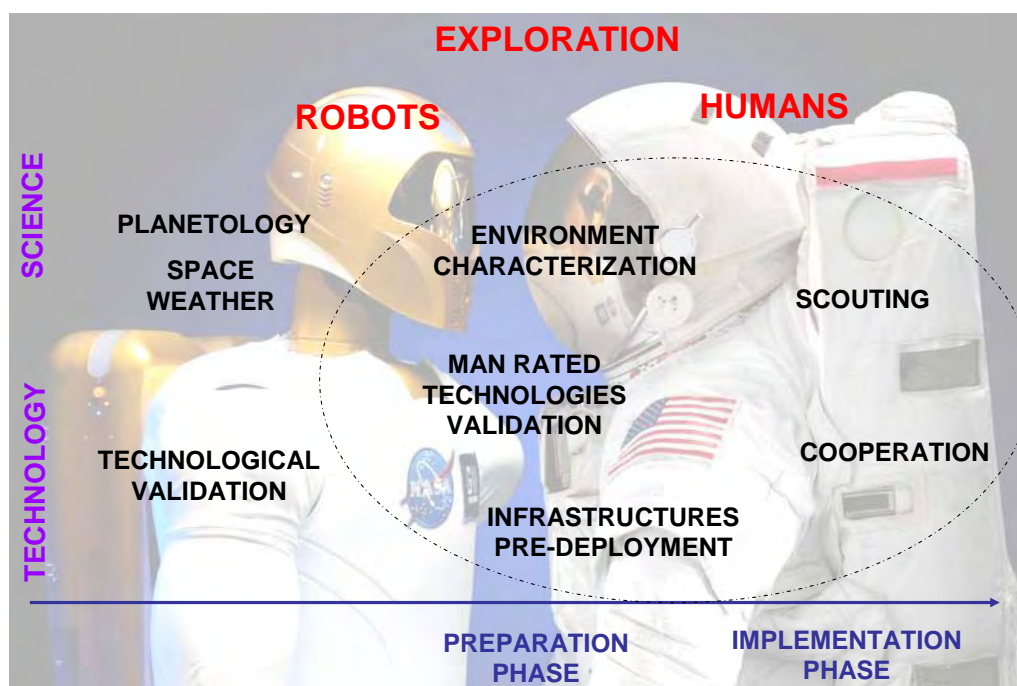 EXPLORATION
ROBOTS
HUMANS
SCIENCE
PLANETOLOGY
SPACE
WEATHER
ENVIRONMENT
CHARACTERIZATION
SCOUTING
TECHNOLOGY
MAN RATED
TECHNOLOGIES
VALIDATION
TECHNOLOGICAL
VALIDATION
COOPERATION
INFRASTRUCTURES
PRE-DEPLOYMENT
NASA
PREPARATION
PHASE
IMPLEMENTATION
PHASE